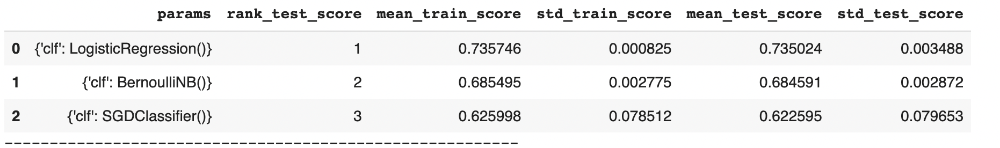 params rank_test_score mean_train_score std_train_score mean_test_score std_test_score
0 {'clf': LogisticRegression()} 1 0.735746 0.000825 0.735024 0.003488
1 {'clf': BernoulliNB()} 2 0.685495 0.002775 0.684591 0.002872
2 {'clf': SGDClassifier()} 3 0.625998 0.078512 0.622595 0.079653
---------------------------------------------------------